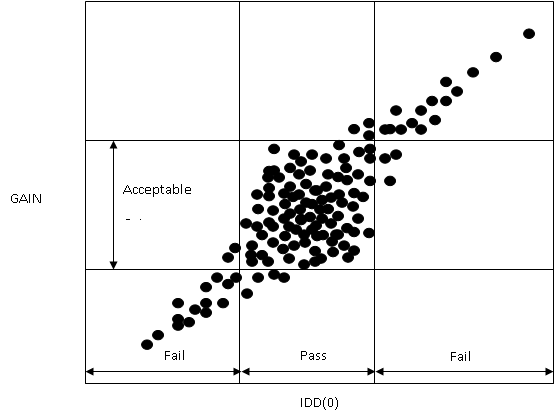 GAIN
Acceptable
Fail
Pass
Fail
IDD(0)